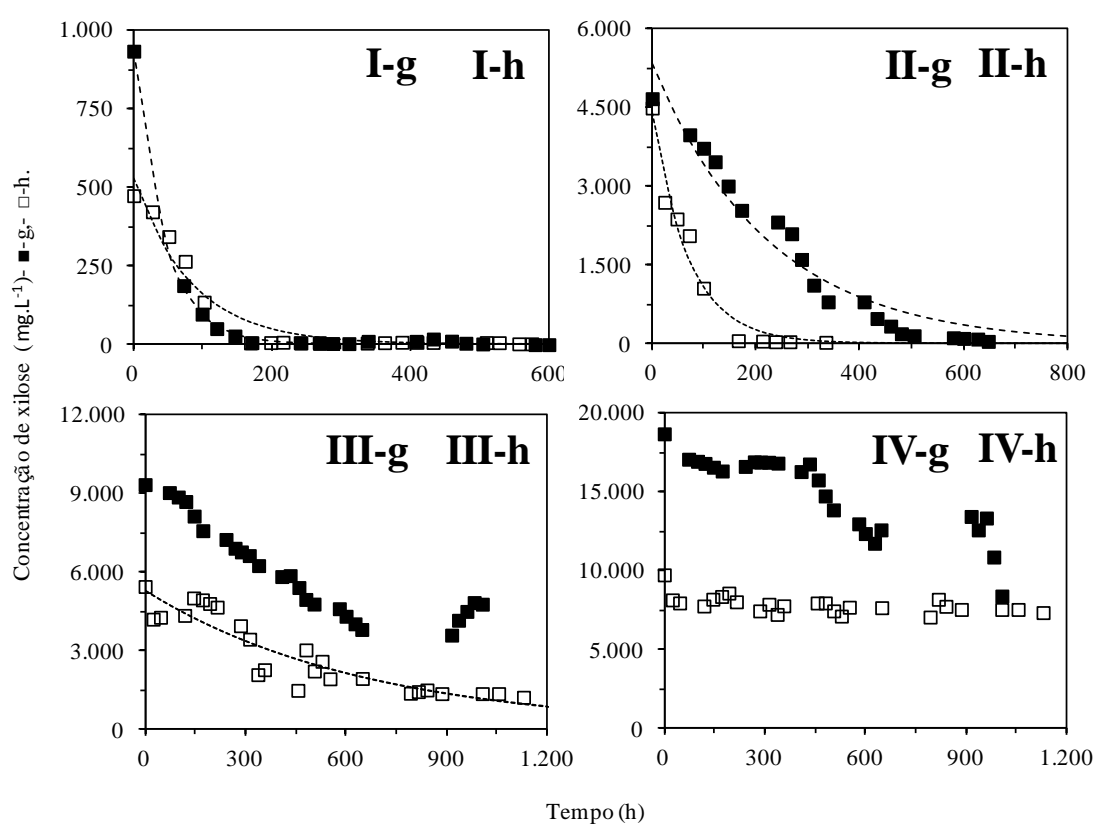 Concentração de xilose (mg.L⁻¹)- ■-g,- □-h.
I-g I-h
1.000
750
500
250
0
0 200 400 600
II-g II-h
6.000
4.500
3.000
1.500
0
0 200 400 600 800
III-g III-h
12.000
9.000
6.000
3.000
0
0 300 600 900 1.200
IV-g IV-h
20.000
15.000
10.000
5.000
0
0 300 600 900 1.200
Tempo (h)